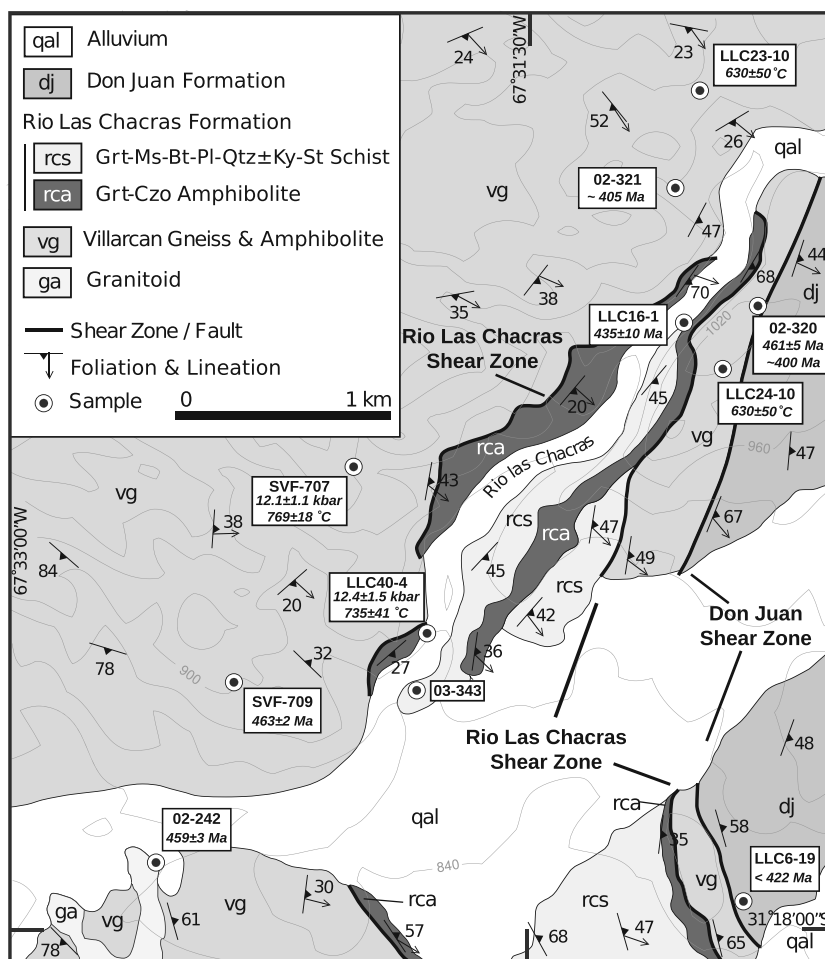 qal Alluvium
dj Don Juan Formation
Rio Las Chacras Formation
rcs Grt-Ms-Bt-Pl-Qtz±Ky-St Schist
rca Grt-Czo Amphibolite
vg Villarcan Gneiss & Amphibolite
ga Granitoid
Shear Zone / Fault
Foliation & Lineation
Sample
0 1 km
67°31'30"W
24
23
LLC23-10
630±50˚C
52
26
qal
02-321
~ 405 Ma
vg
47
44
68
dj
70
38
35
LLC16-1
435±10 Ma
1020
02-320
461±5 Ma
~400 Ma
Rio Las Chacras
Shear Zone
45
20
LLC24-10
630±50˚C
vg
960
47
rca
Rio las Chacras
43
SVF-707
12.1±1.1 kbar
769±18 ˚C
vg
38
67°33'00"W
84
rcs
rca
47
67
49
45
rcs
LLC40-4
12.4±1.5 kbar
735±41 ˚C
20
42
Don Juan
Shear Zone
78
32
27
36
900
SVF-709
463±2 Ma
03-343
Rio Las Chacras
Shear Zone
48
02-242
459±3 Ma
qal
rca
dj
58
35
840
LLC6-19
< 422 Ma
30
rca
vg
rcs
vg
ga
vg
61
57
47
68
65
78
31°18'00"S
qal